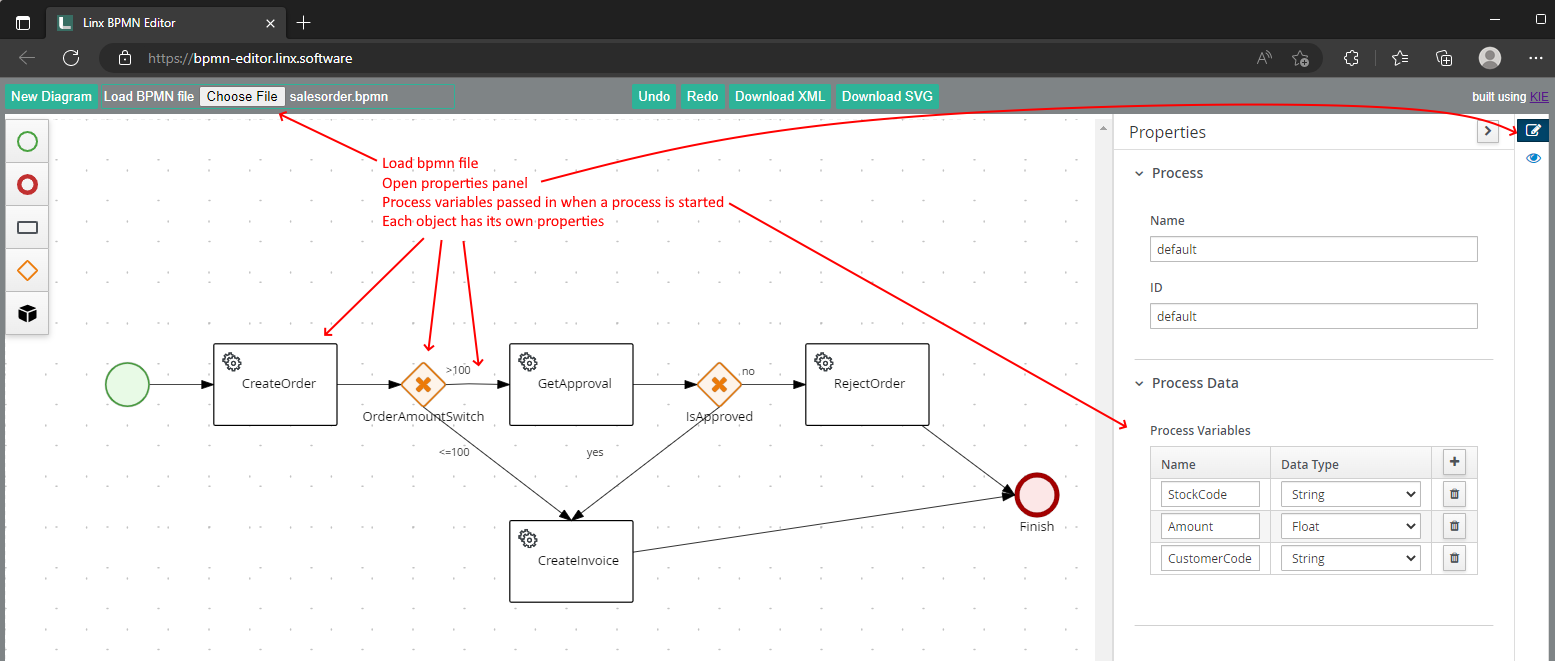 Linx BPMN Editor
https://bpmn-editor.linx.software
New Diagram Load BPMN file Choose File salesorder.bpmn Undo Redo Download XML Download SVG built using KIE
Load bpmn file
Open properties panel
Process variables passed in when a process is started
Each object has its own properties
CreateOrder
OrderAmountSwitch
>100
<=100
GetApproval
IsApproved
no
yes
RejectOrder
CreateInvoice
Finish
Properties
Process
Name
default
ID
default
Process Data
Process Variables
Name Data Type
StockCode String
Amount Float
CustomerCode String